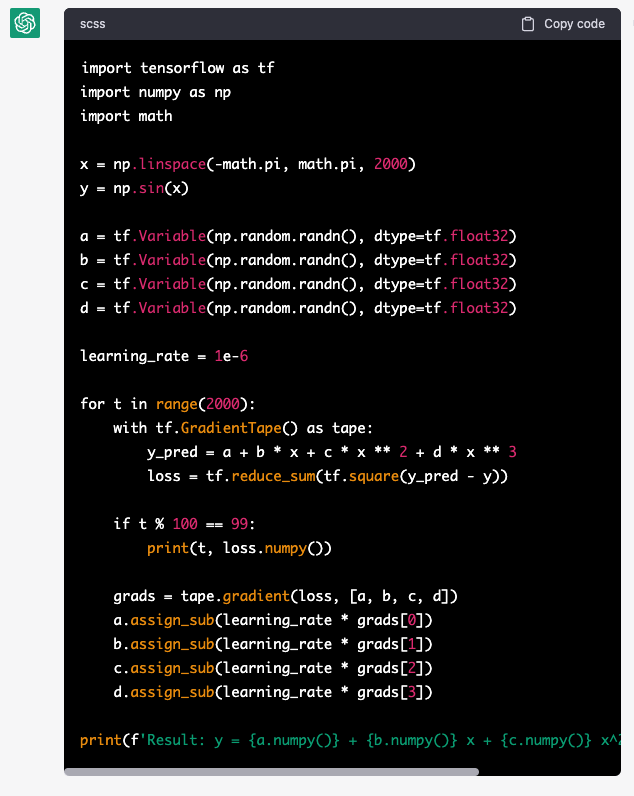 scss
Copy code
import tensorflow as tf
import numpy as np
import math
x = np.linspace(-math.pi, math.pi, 2000)
y = np.sin(x)
a = tf.Variable(np.random.randn(), dtype=tf.float32)
b = tf.Variable(np.random.randn(), dtype=tf.float32)
c = tf.Variable(np.random.randn(), dtype=tf.float32)
d = tf.Variable(np.random.randn(), dtype=tf.float32)
learning_rate = 1e-6
for t in range(2000):
    with tf.GradientTape() as tape:
        y_pred = a + b * x + c * x ** 2 + d * x ** 3
        loss = tf.reduce_sum(tf.square(y_pred - y))
    if t % 100 == 99:
        print(t, loss.numpy())
    grads = tape.gradient(loss, [a, b, c, d])
    a.assign_sub(learning_rate * grads[0])
    b.assign_sub(learning_rate * grads[1])
    c.assign_sub(learning_rate * grads[2])
    d.assign_sub(learning_rate * grads[3])
print(f'Result: y = {a.numpy()} + {b.numpy()} x + {c.numpy()} x^2